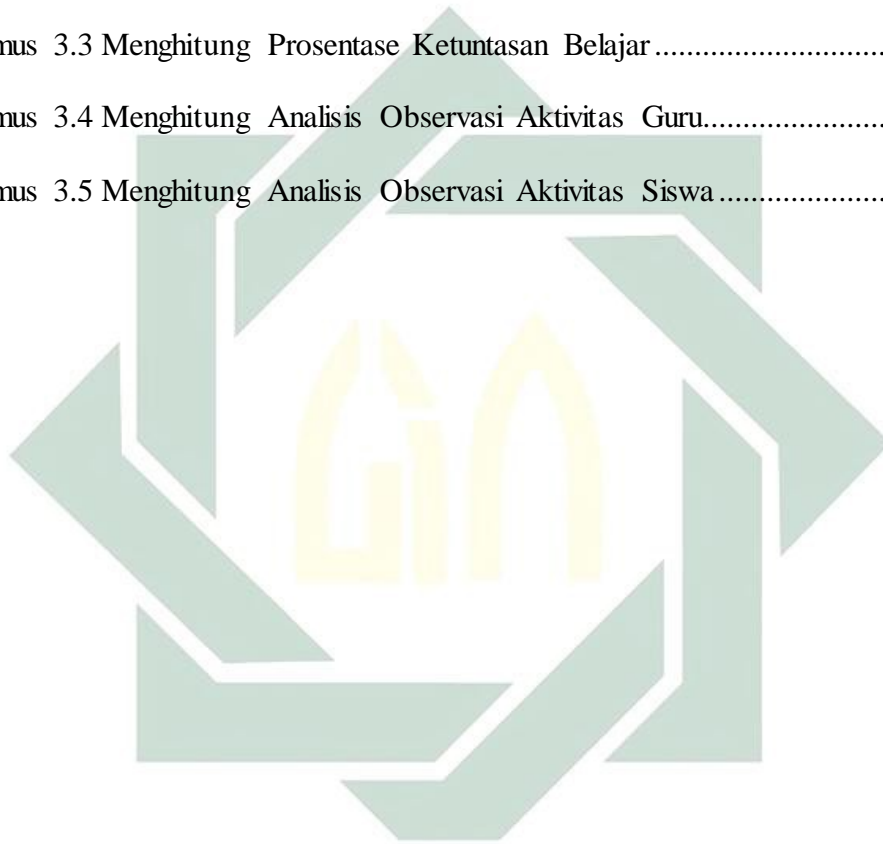 mus 3.3 Menghitung Prosentase Ketuntasan Belajar ..............................
mus 3.4 Menghitung Analisis Observasi Aktivitas Guru.......................
mus 3.5 Menghitung Analisis Observasi Aktivitas Siswa .....................